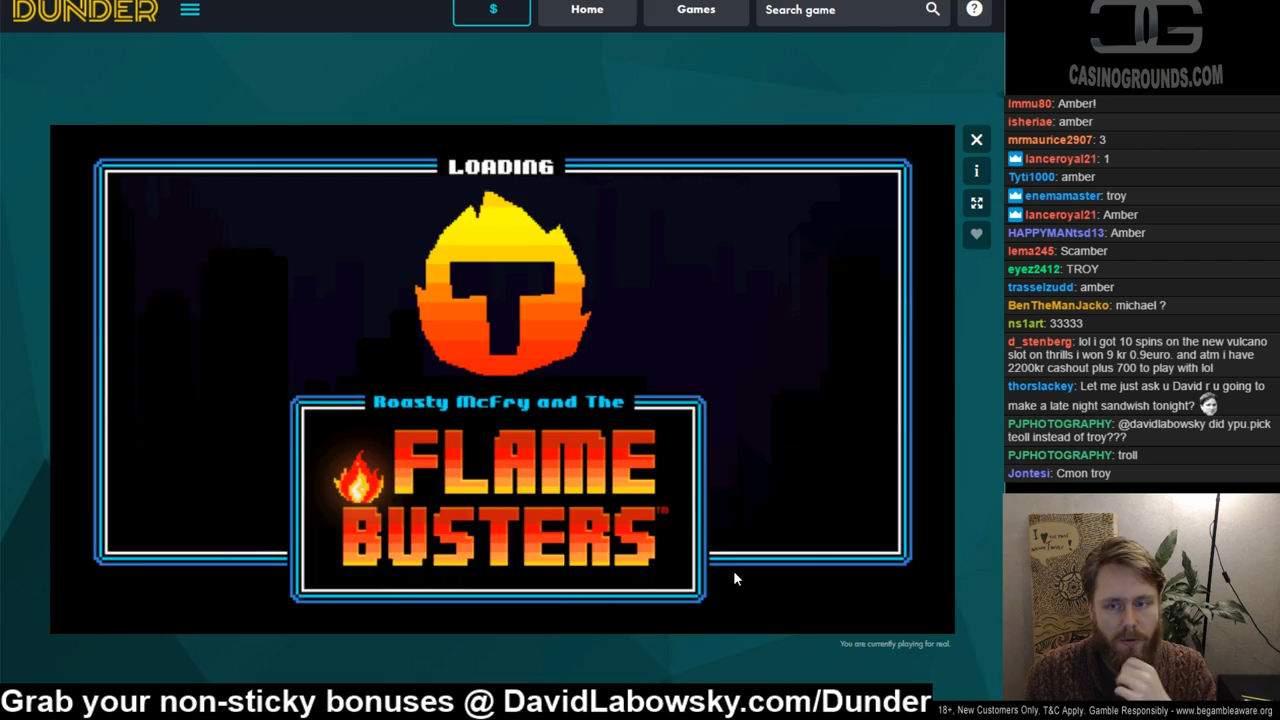 DUNDER
$
Home
Games
Search game
?
CASINOGROUNDS.COM
LOADING
T
Roasty McFry and The
FLAME
BUSTERS™
i
You are currently playing for real.
Immu80: Amber!
isheriae: amber
mrmaurice2907: 3
lanceroyal21: 1
Tyti1000: amber
enemamaster: troy
lanceroyal21: Amber
HAPPYMANtsd13: Amber
lema245: Scamber
eyez2412: TROY
trasselzudd: amber
BenTheManJacko: michael ?
ns1art: 33333
d_stenberg: lol i got 10 spins on the new vulcano
slot on thrills i won 9 kr 0.9euro. and atm i have
2200kr cashout plus 700 to play with lol
thorslackey: Let me just ask u David r u going to
make a late night sandwish tonight?
PJPHOTOGRAPHY: @davidlabowsky did ypu.pick
teoll instead of troy???
PJPHOTOGRAPHY: troll
Jontesi: Cmon troy
Grab your non-sticky bonuses @ DavidLabowsky.com/Dunder
18+, New Customers Only, T&C Apply, Gamble Responsibly - www.begambleaware.org